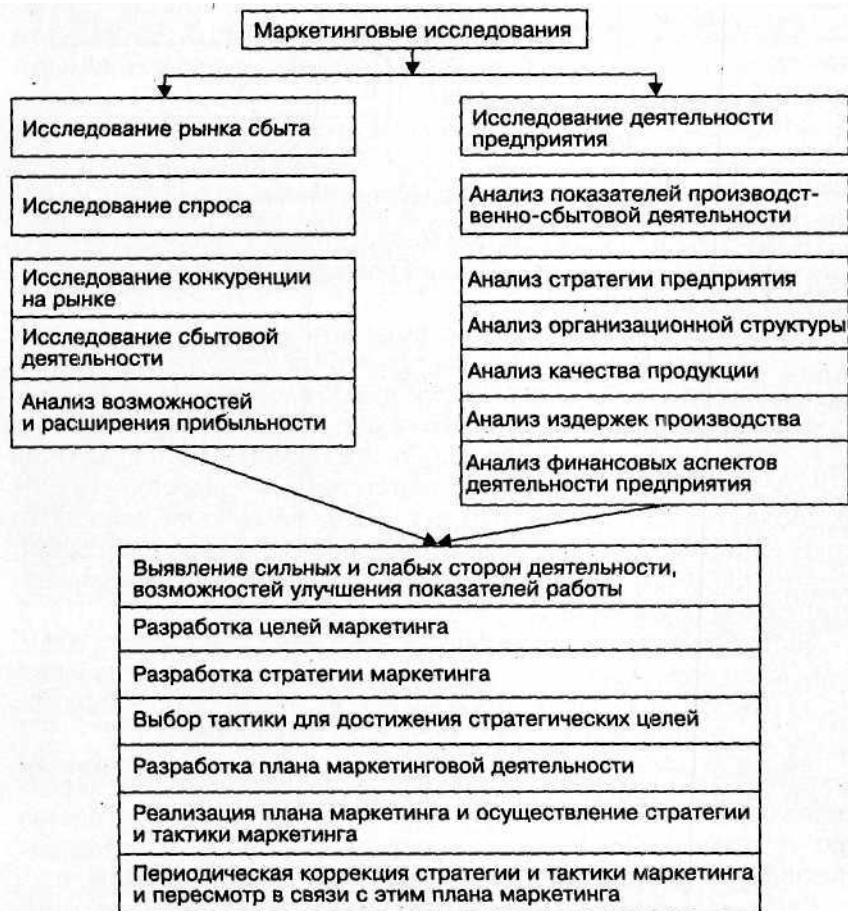 Маркетинговые исследования
Исследование рынка сбыта
Исследование спроса
Исследование конкуренции
на рынке
Исследование сбытовой
деятельности
Анализ возможностей
и расширения прибыльности
Исследование деятельности
предприятия
Анализ показателей производст-
венно-сбытовой деятельности
Анализ стратегии предприятия
Анализ организационной структуры
Анализ качества продукции
Анализ издержек производства
Анализ финансовых аспектов
деятельности предприятия
Выявление сильных и слабых сторон деятельности,
возможностей улучшения показателей работы
Разработка целей маркетинга
Разработка стратегии маркетинга
Выбор тактики для достижения стратегических целей
Разработка плана маркетинговой деятельности
Реализация плана маркетинга и осуществление стратегии
и тактики маркетинга
Периодическая коррекция стратегии и тактики маркетинга
и пересмотр в связи с этим плана маркетинга